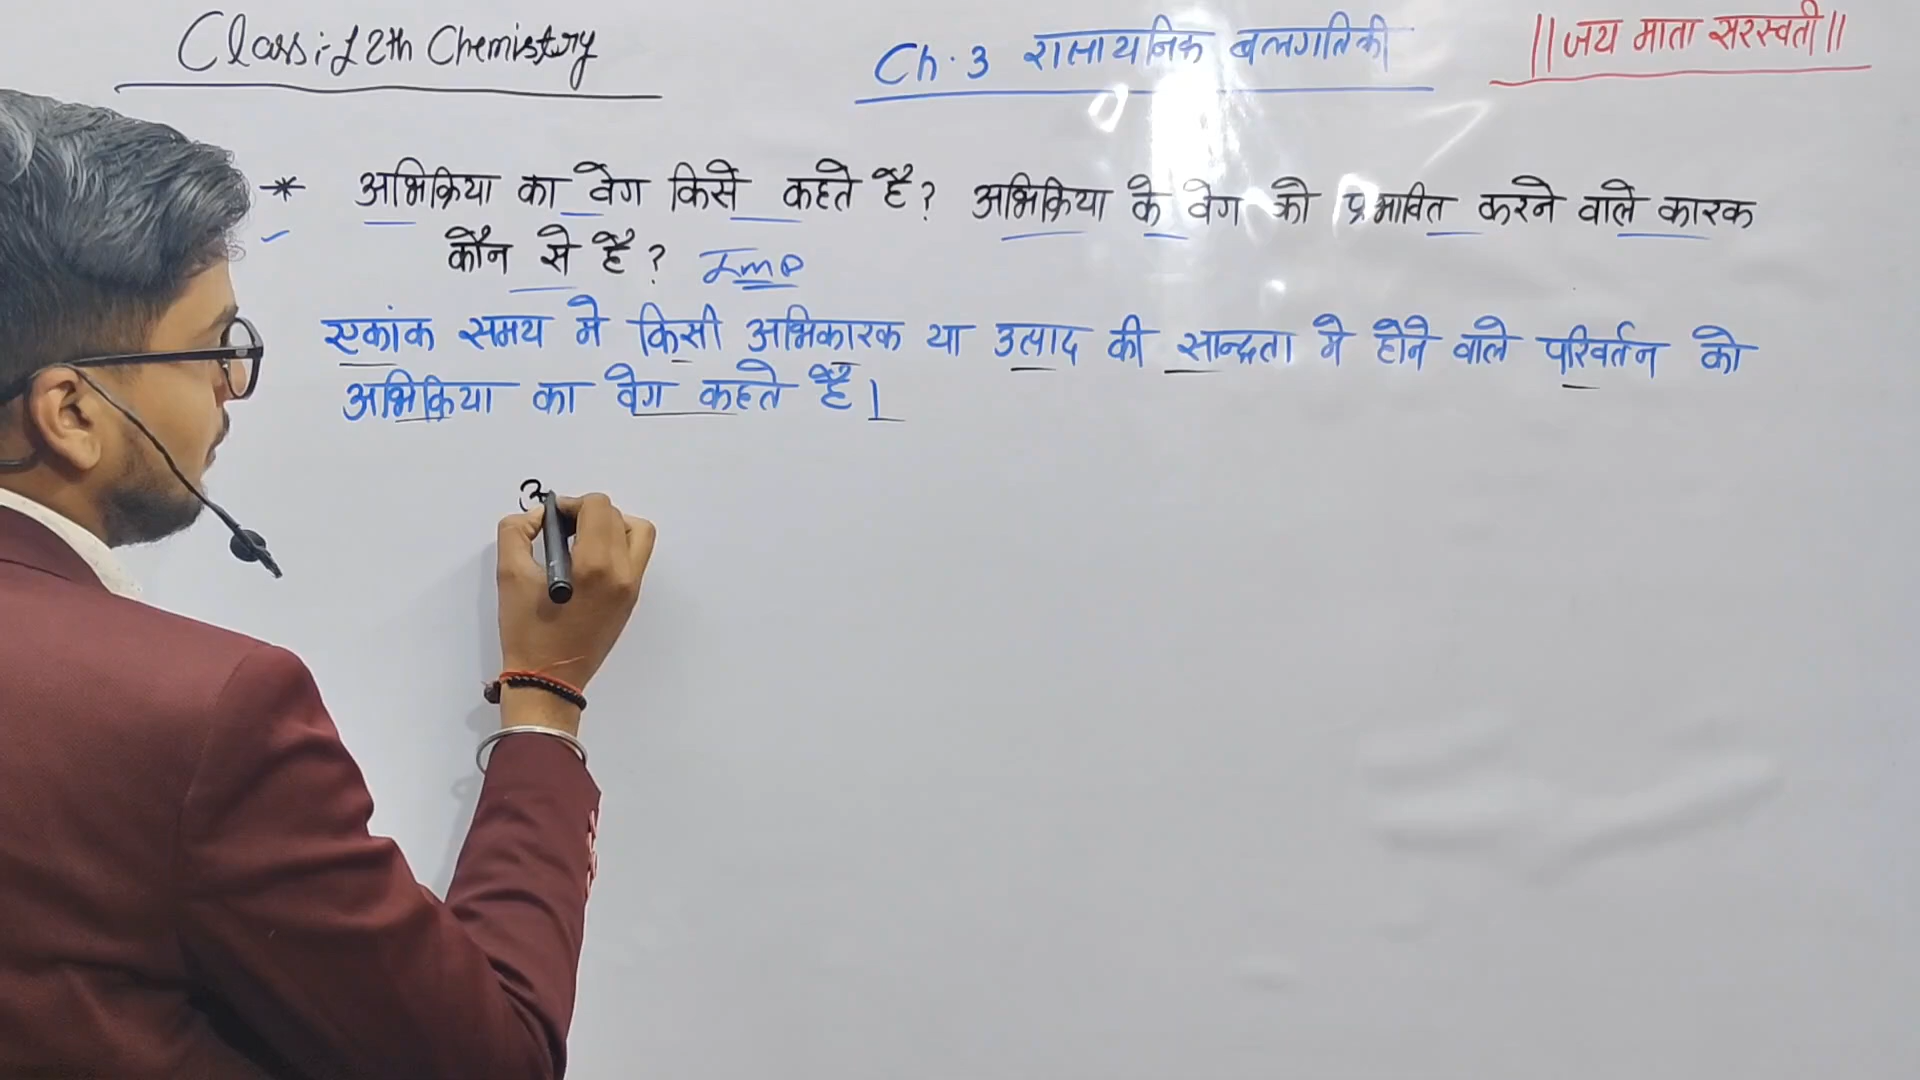 Class:-12th Chemistry
Ch.3 रासायनिक बलगतिकी
||जय माता सरस्वती||
* अभिक्रिया का वेग किसे कहते है? अभिक्रिया के वेग को प्रभावित करने वाले कारक
कौन से है? Imp
एकांक समय मे किसी अभिकारक या उत्पाद की सान्द्रता मे होने वाले परिवर्तन को
अभिक्रिया का वेग कहते है।